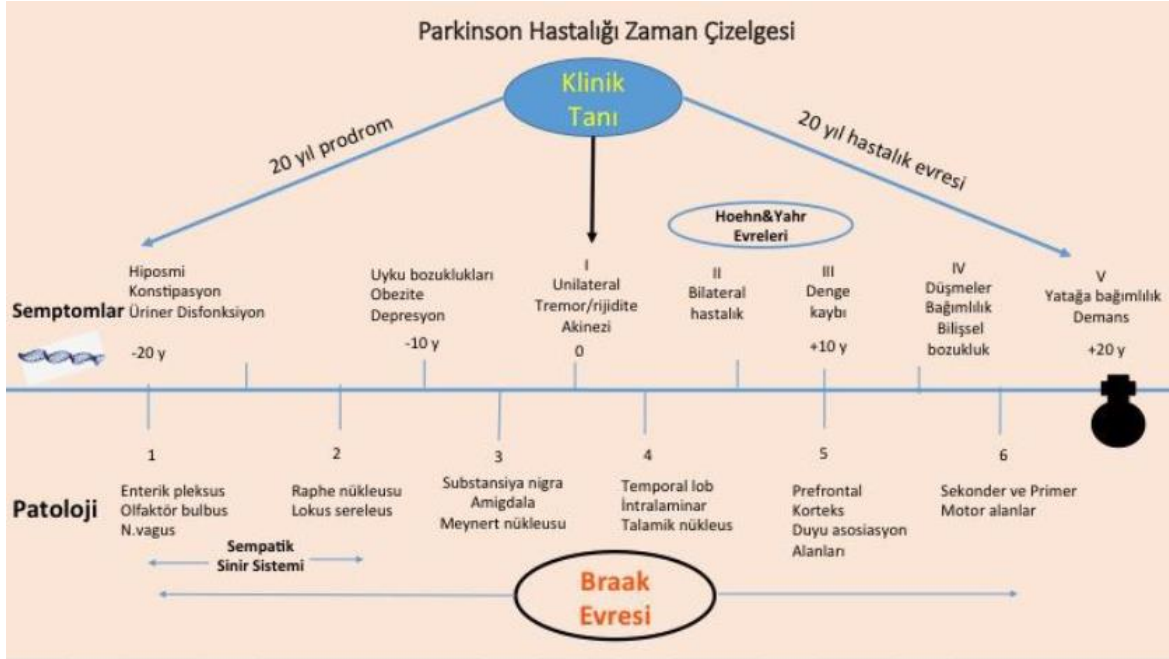 Parkinson Hastalığı Zaman Çizelgesi
Klinik
Tanı
20 yıl prodrom
20 yıl hastalık evresi
Hoehn&Yahr
Evreleri
Semptomlar
Hiposmi
Konstipasyon
Üriner Disfonksiyon
-20 y
Uyku bozuklukları
Obezite
Depresyon
-10 y
I
Unilateral
Tremor/rijidite
Akinezi
0
II
Bilateral
hastalık
III
Denge
kaybı
+10 y
IV
Düşmeler
Bağımlılık
Bilişsel
bozukluk
V
Yatağa bağımlılık
Demans
+20 y
Patoloji
1
Enterik pleksus
Olfaktör bulbus
N.vagus
2
Raphe nükleusu
Lokus sereleus
Sempatik
Sinir Sistemi
3
Substansiya nigra
Amigdala
Meynert nükleusu
4
Temporal lob
İntralaminar
Talamik nükleus
5
Prefrontal
Korteks
Duyu asosiasyon
Alanları
6
Sekonder ve Primer
Motor alanlar
Braak
Evresi